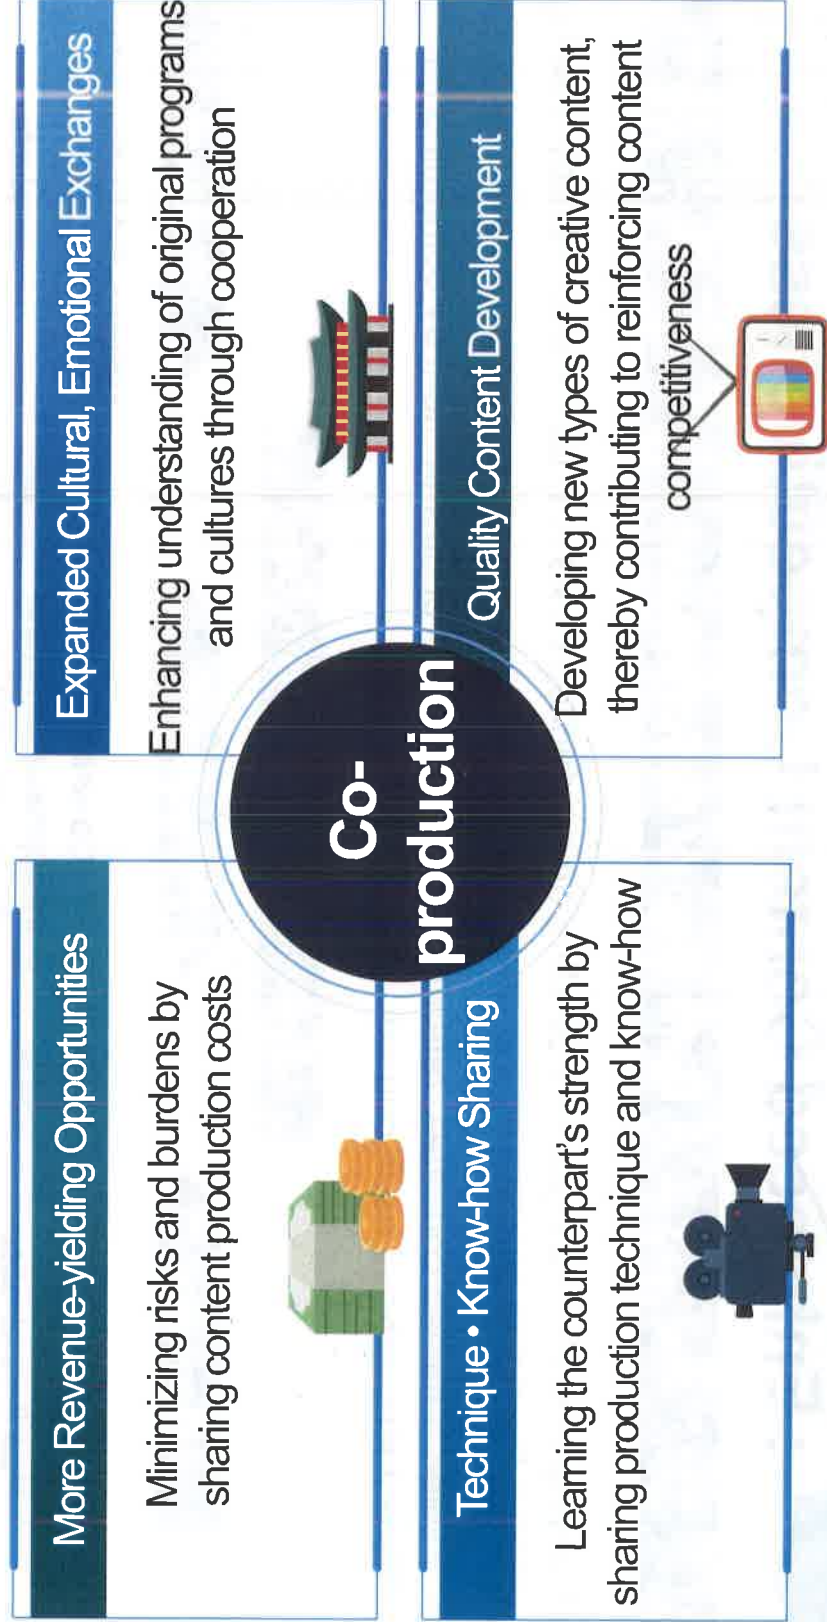 More Revenue-yielding Opportunities
Minimizing risks and burdens by
sharing content production costs
Expanded Cultural, Emotional Exchanges
Enhancing understanding of original programs
and cultures through cooperation
Co-
production
Technique • Know-how Sharing
Learning the counterpart's strength by
sharing production technique and know-how
Quality Content Development
Developing new types of creative content,
thereby contributing to reinforcing content
competitiveness